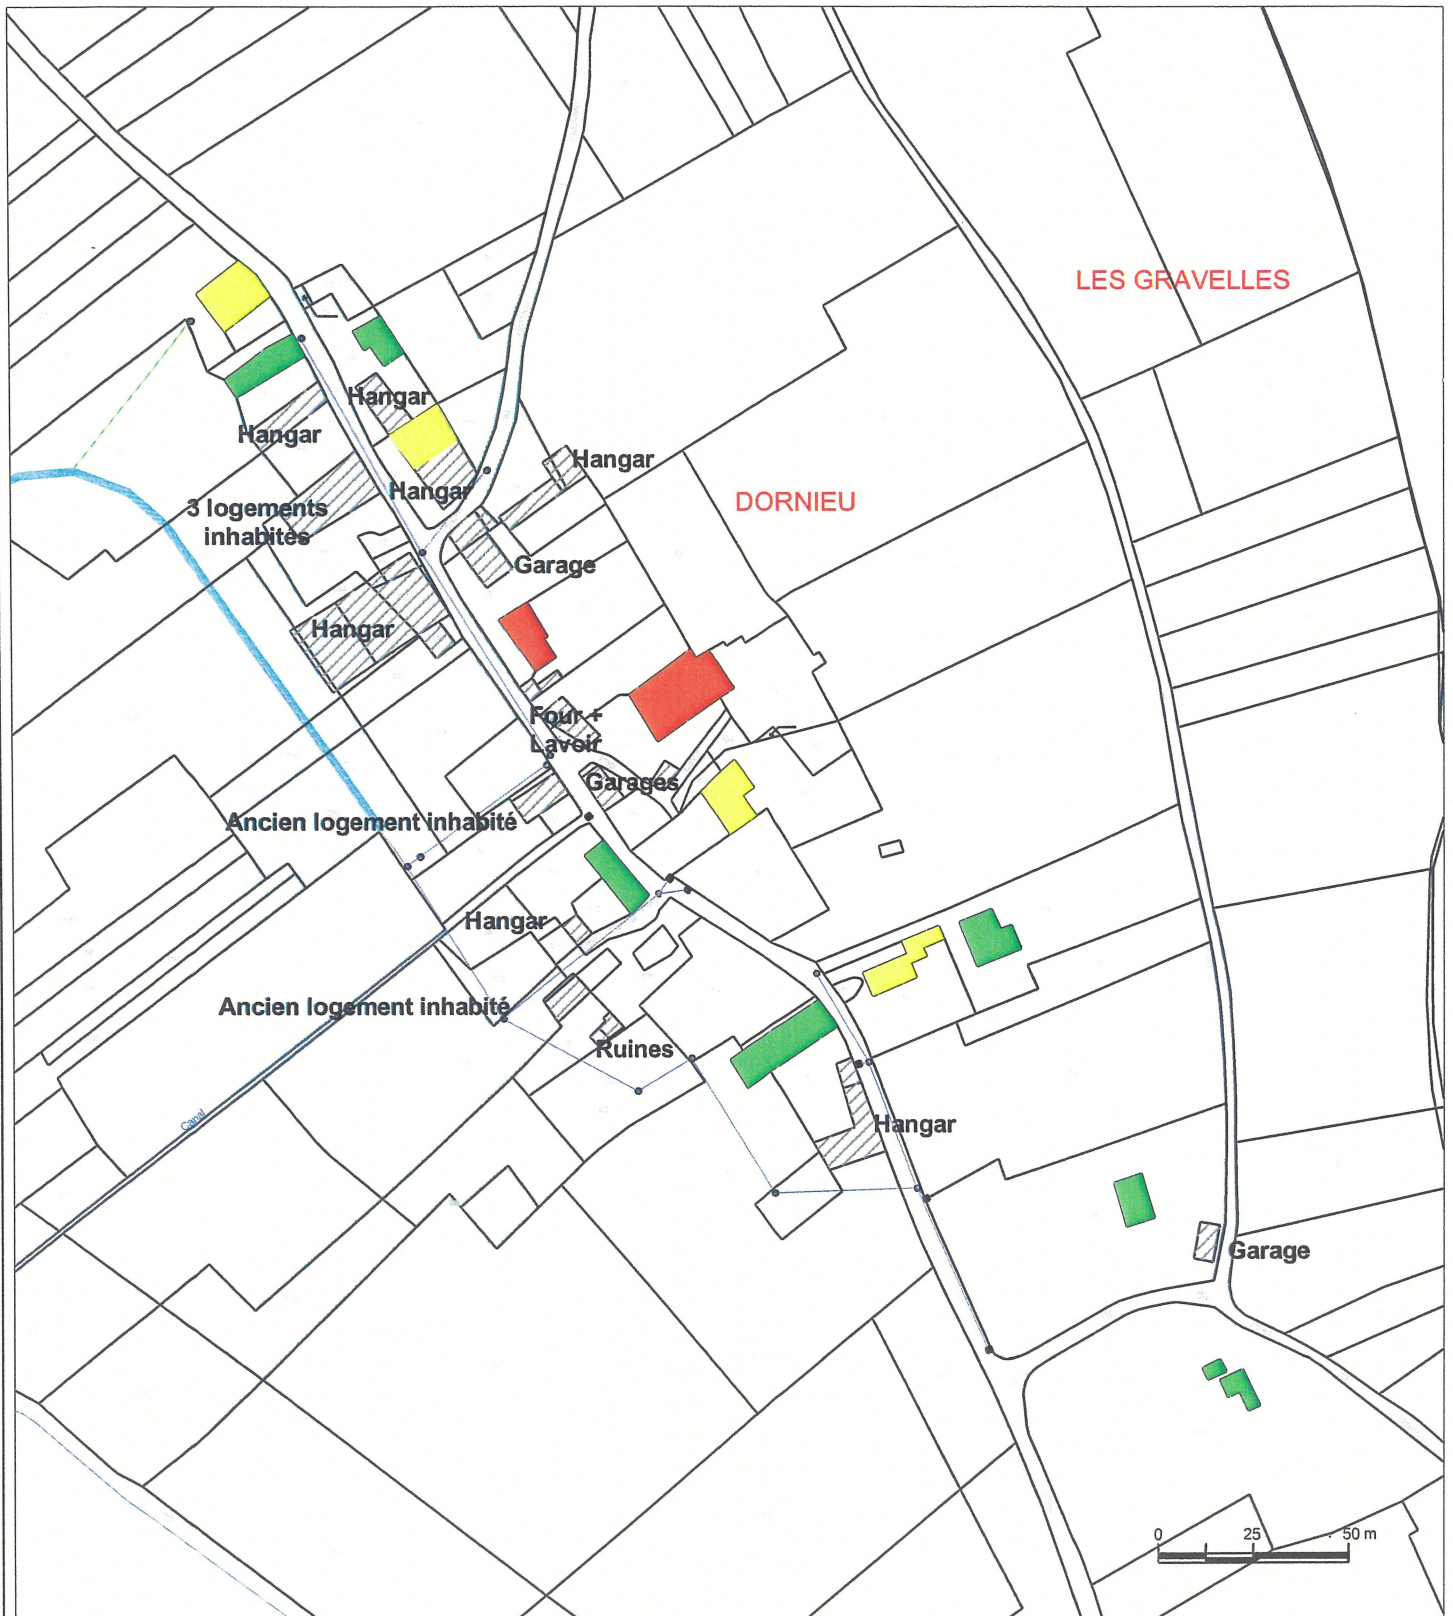 LES GRAVELLES
Hangar
Hangar
Hangar
Hangar
DORNIEU
3 logements
inhabités
Garage
Hangar
Four +
Lavoir
Garages
Ancien logement inhabité
Hangar
Ancien logement inhabité
Ruines
Canal
Hangar
Garage
0 25 50 m